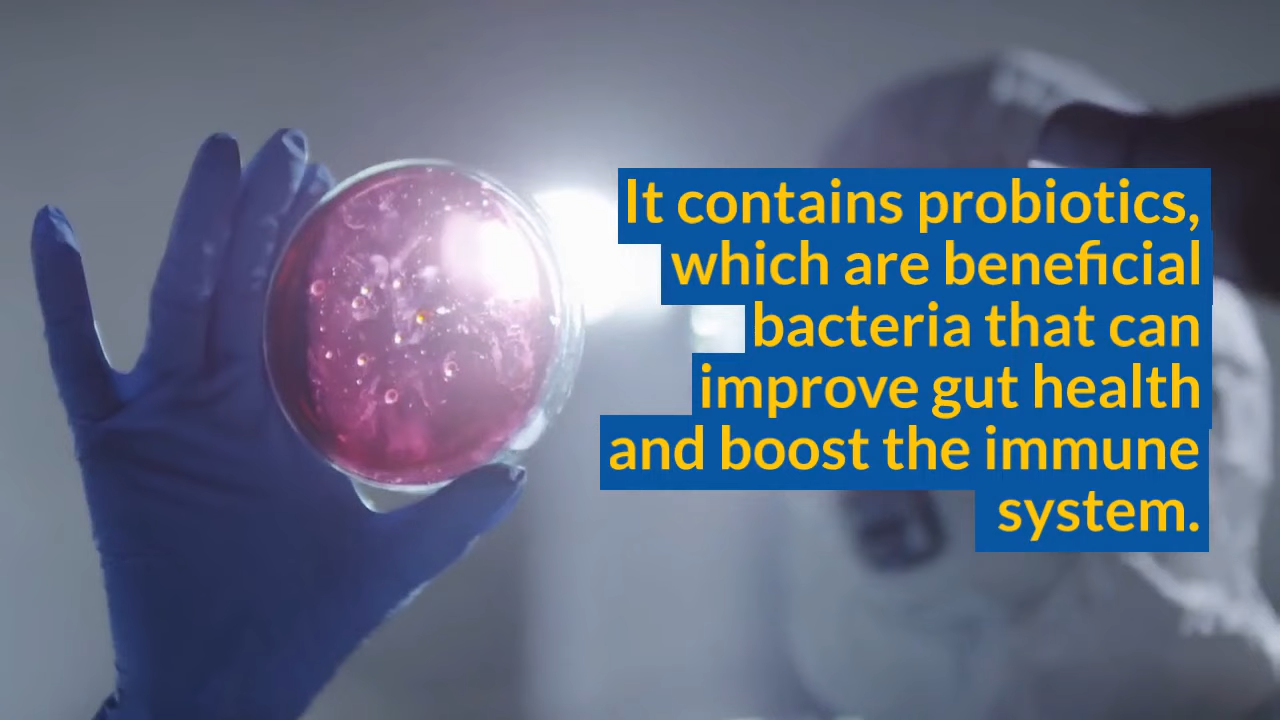 It contains probiotics,
which are beneficial
bacteria that can
improve gut health
and boost the immune
system.